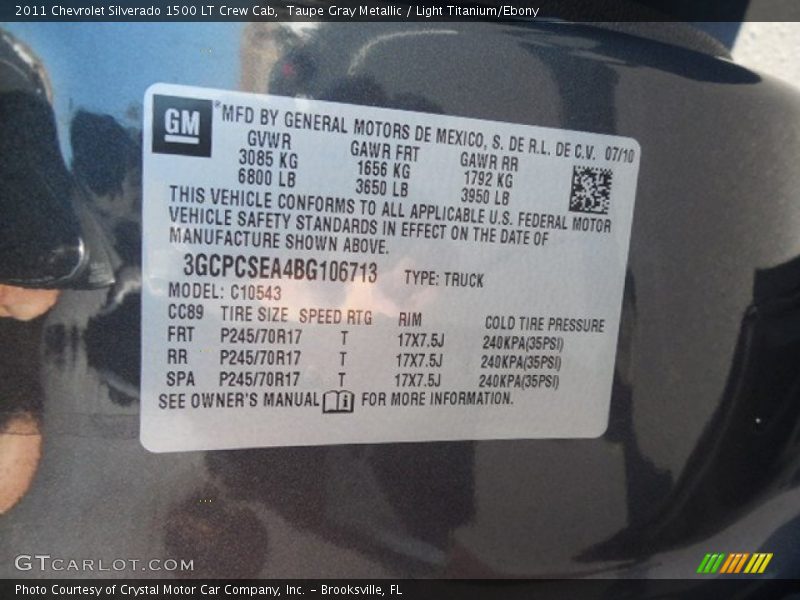 2011 Chevrolet Silverado 1500 LT Crew Cab, Taupe Gray Metallic / Light Titanium/Ebony
GM
*MFD BY GENERAL MOTORS DE MEXICO, S. DE R.L. DE C.V. 07/10
GVWR GAWR FRT GAWR RR
3085 KG 1656 KG 1792 KG
6800 LB 3650 LB 3950 LB
THIS VEHICLE CONFORMS TO ALL APPLICABLE U.S. FEDERAL MOTOR
VEHICLE SAFETY STANDARDS IN EFFECT ON THE DATE OF
MANUFACTURE SHOWN ABOVE.
3GCPCSEA4BG106713 TYPE: TRUCK
MODEL: C10543
CC89 TIRE SIZE SPEED RTG RIM COLD TIRE PRESSURE
FRT P245/70R17 T 17X7.5J 240KPA(35PSI)
RR P245/70R17 T 17X7.5J 240KPA(35PSI)
SPA P245/70R17 T 17X7.5J 240KPA(35PSI)
SEE OWNER'S MANUAL i FOR MORE INFORMATION.
GTCARLOT.COM
Photo Courtesy of Crystal Motor Car Company, Inc. – Brooksville, FL